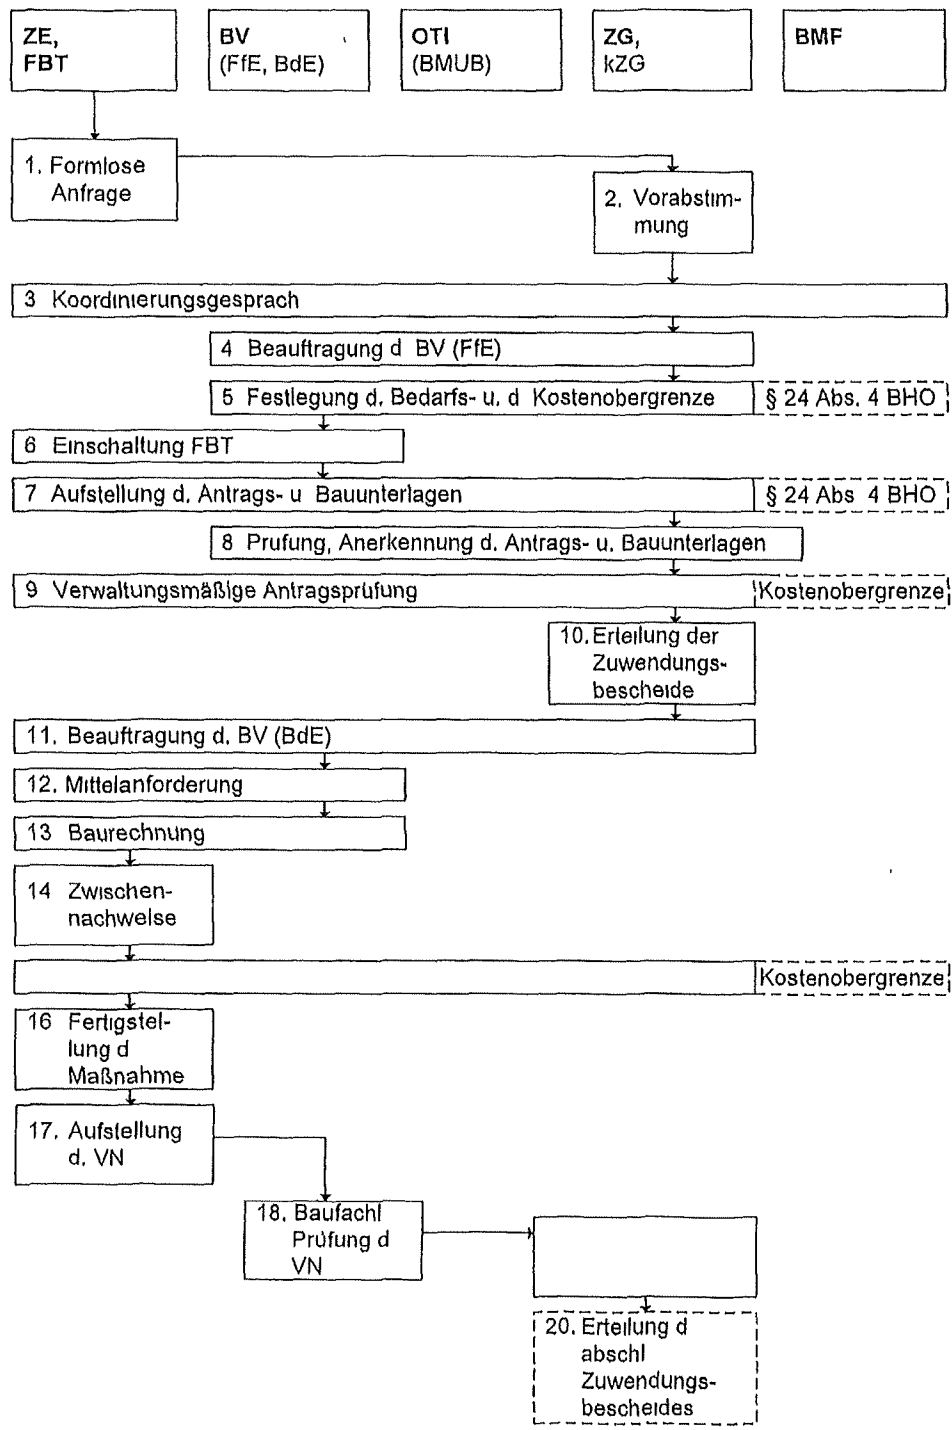 ZE,
FBT
BV
(FfE, BdE)
OTI
(BMUB)
ZG,
kZG
BMF
1. Formlose
Anfrage
2. Vorabstim-
mung
3 Koordinierungsgesprach
4 Beauftragung d BV (FfE)
5 Festlegung d. Bedarfs- u. d Kostenobergrenze
§ 24 Abs. 4 BHO
6 Einschaltung FBT
7 Aufstellung d. Antrags- u Bauunterlagen
§ 24 Abs 4 BHO
8 Prufung, Anerkennung d. Antrags- u. Bauunterlagen
9 Verwaltungsmäßige Antragsprüfung
Kostenobergrenze
10. Erteilung der
Zuwendungs-
bescheide
11. Beauftragung d. BV (BdE)
12. Mittelanforderung
13 Baurechnung
14 Zwischen-
nachweise
Kostenobergrenze
16 Fertigstel-
lung d
Maßnahme
17. Aufstellung
d. VN
18. Baufachl
Prüfung d
VN
20. Erteilung d
abschl
Zuwendungs-
bescheides